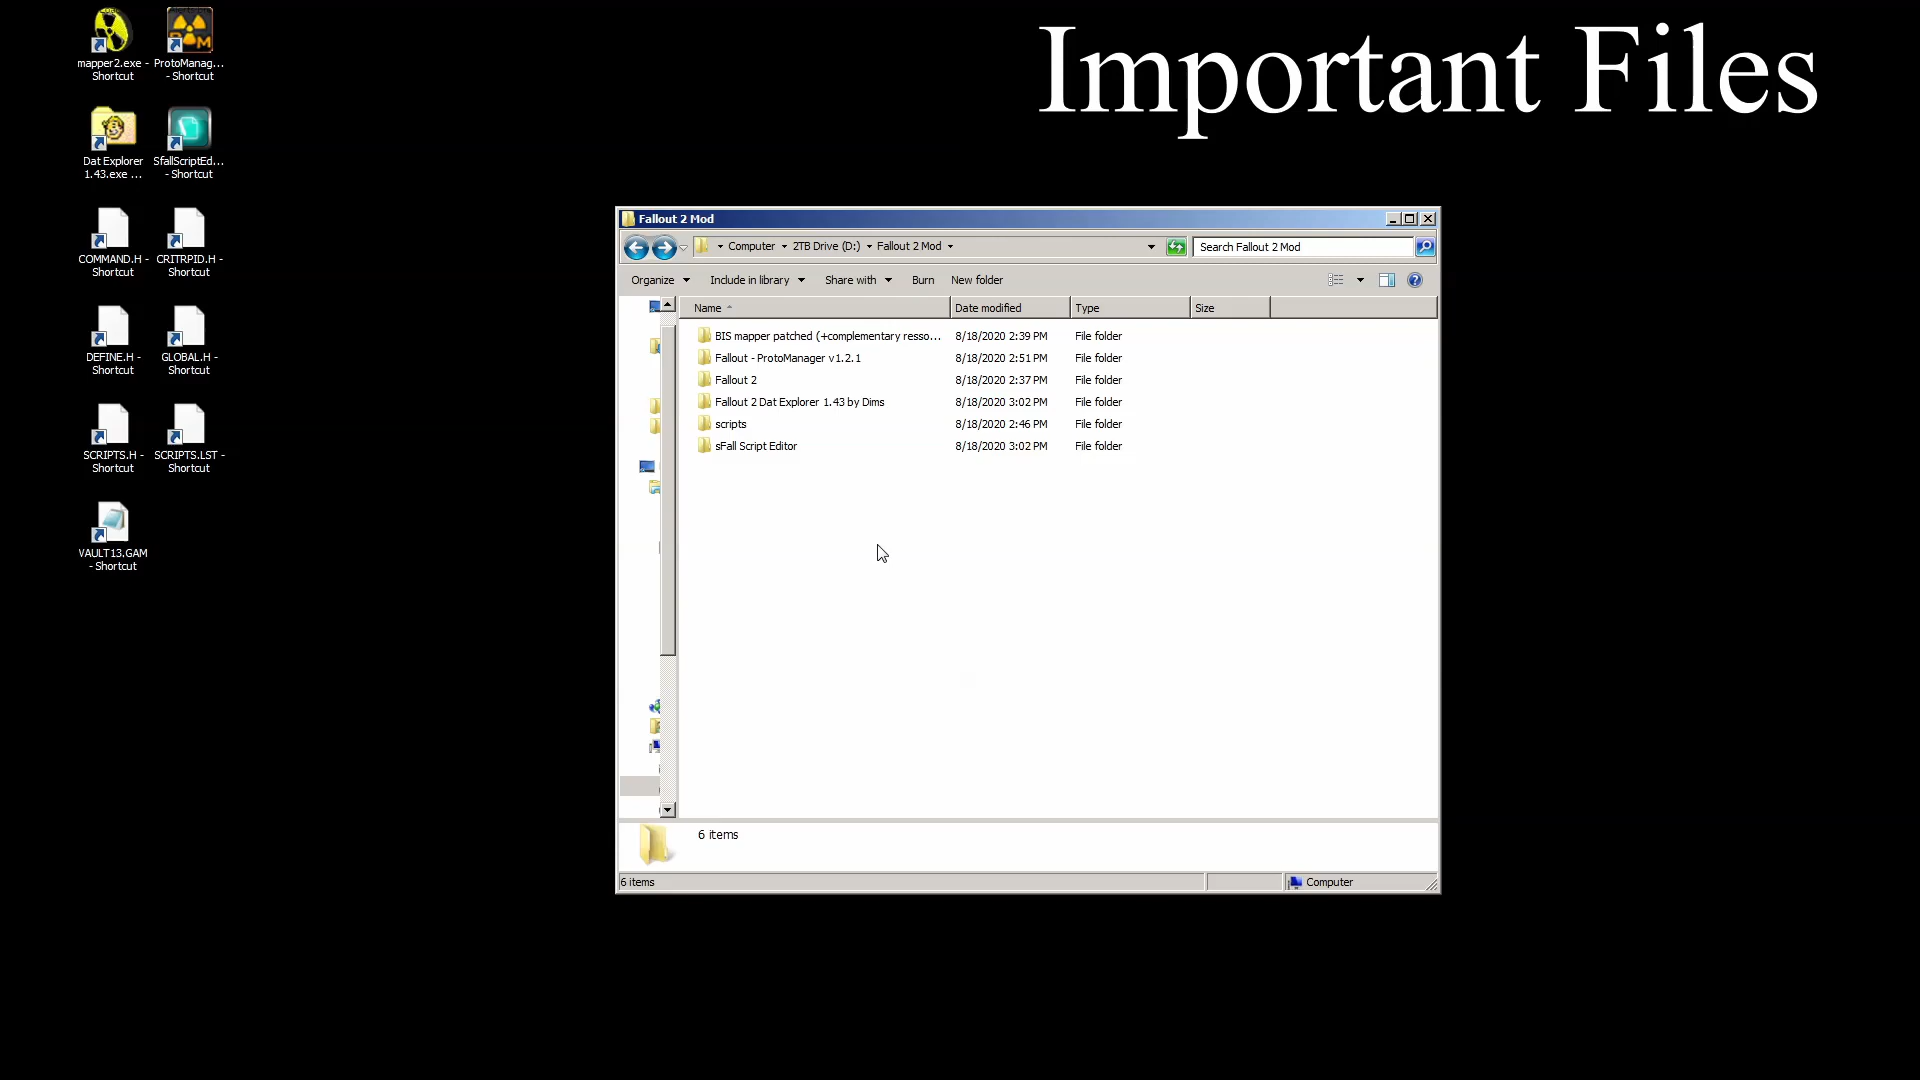 Important Files
mapper2.exe - ProtoManag...
Shortcut - Shortcut
Dat Explorer SfallScriptEd...
1.43.exe ... - Shortcut
COMMAND.H - CRITRPID.H -
Shortcut Shortcut
DEFINE.H - GLOBAL.H -
Shortcut Shortcut
SCRIPTS.H - SCRIPTS.LST -
Shortcut Shortcut
VAULT13.GAM
- Shortcut
Fallout 2 Mod
Computer 2TB Drive (D:) Fallout 2 Mod
Search Fallout 2 Mod
Organize Include in library Share with Burn New folder
Name Date modified Type Size
BIS mapper patched (+complementary resso... 8/18/2020 2:39 PM File folder
Fallout - ProtoManager v1.2.1 8/18/2020 2:51 PM File folder
Fallout 2 8/18/2020 2:37 PM File folder
Fallout 2 Dat Explorer 1.43 by Dims 8/18/2020 3:02 PM File folder
scripts 8/18/2020 2:46 PM File folder
sFall Script Editor 8/18/2020 3:02 PM File folder
6 items
6 items Computer